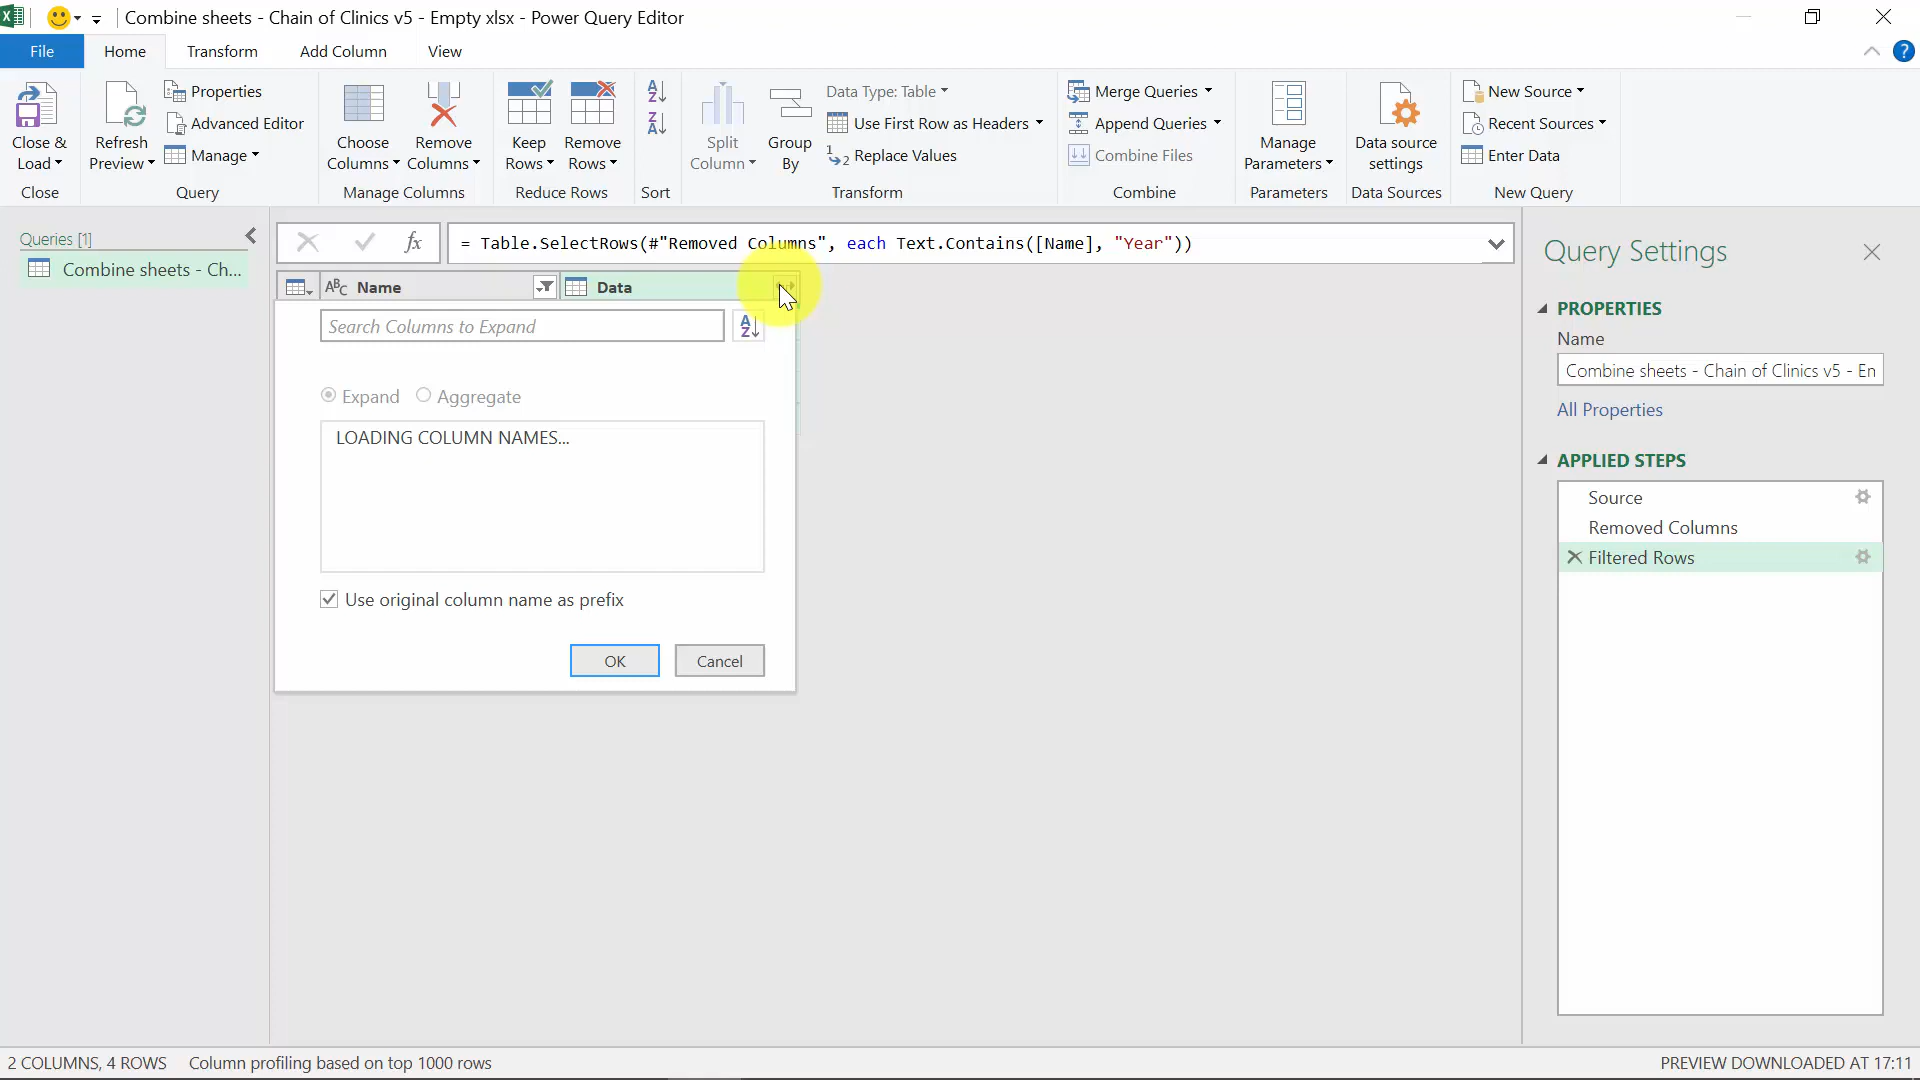 Combine sheets - Chain of Clinics v5 - Empty xlsx - Power Query Editor
File Home Transform Add Column View
Close & Load
Close
Refresh Preview
Properties
Advanced Editor
Manage
Query
Choose Columns
Remove Columns
Manage Columns
Keep Rows
Remove Rows
Reduce Rows
A Z
Z A
Sort
Split Column
Group By
Data Type: Table
Use First Row as Headers
1 2 Replace Values
Transform
Merge Queries
Append Queries
Combine Files
Combine
Manage Parameters
Parameters
Data source settings
Data Sources
New Source
Recent Sources
Enter Data
New Query
Queries [1]
Combine sheets - Ch...
fx
= Table.SelectRows(#"Removed Columns", each Text.Contains([Name], "Year"))
ABC Name Data
Search Columns to Expand
A Z
Expand Aggregate
LOADING COLUMN NAMES...
Use original column name as prefix
OK Cancel
Query Settings
PROPERTIES
Name
Combine sheets - Chain of Clinics v5 - En
All Properties
APPLIED STEPS
Source
Removed Columns
Filtered Rows
2 COLUMNS, 4 ROWS Column profiling based on top 1000 rows
PREVIEW DOWNLOADED AT 17:11